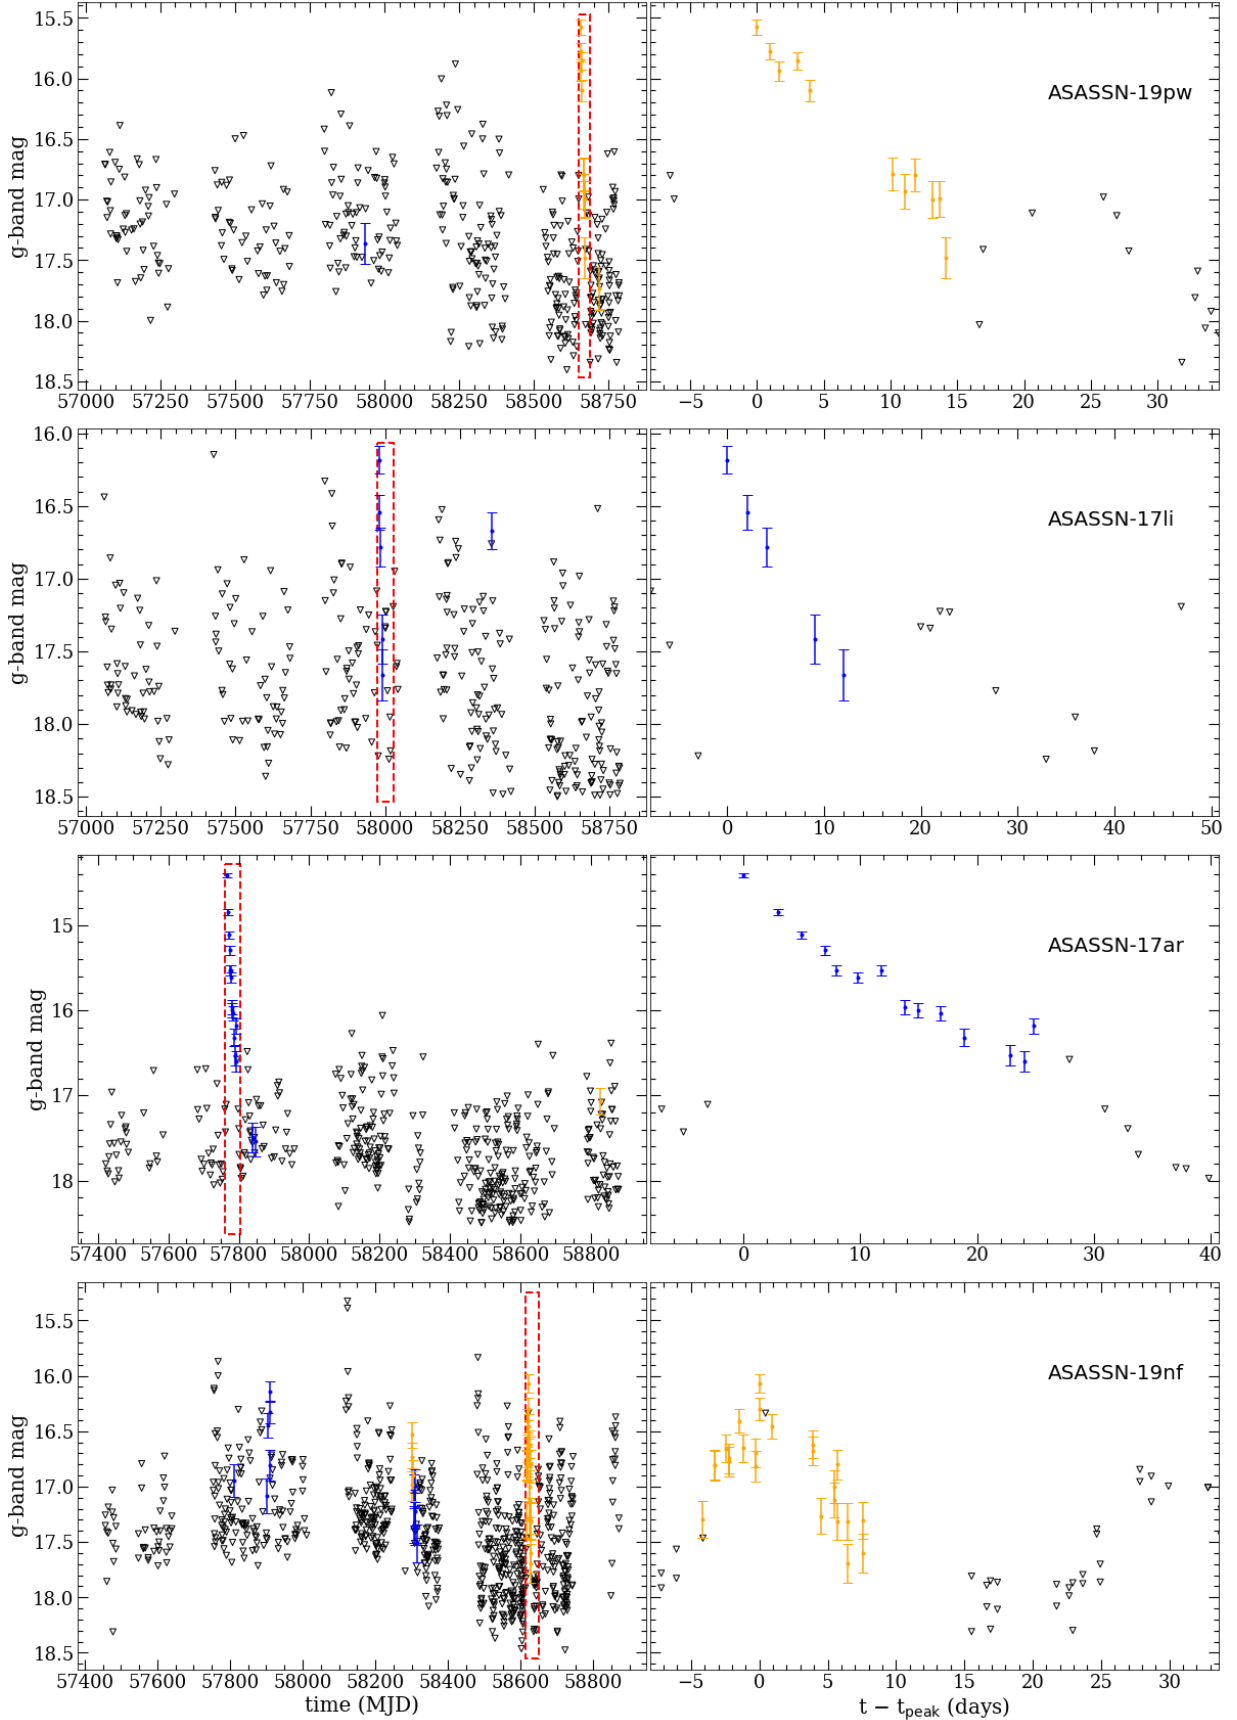 15.5
16.0
16.5
17.0
17.5
18.0
18.5
g-band mag
ASASSN-19pw
57000 57250 57500 57750 58000 58250 58500 58750
−5 0 5 10 15 20 25 30
16.0
16.5
17.0
17.5
18.0
18.5
g-band mag
ASASSN-17li
57000 57250 57500 57750 58000 58250 58500 58750
0 10 20 30 40 50
15
16
17
18
g-band mag
ASASSN-17ar
57400 57600 57800 58000 58200 58400 58600 58800
0 10 20 30 40
15.5
16.0
16.5
17.0
17.5
18.0
18.5
g-band mag
ASASSN-19nf
57400 57600 57800 58000 58200 58400 58600 58800
−5 0 5 10 15 20 25 30
time (MJD)
t − tpeak (days)